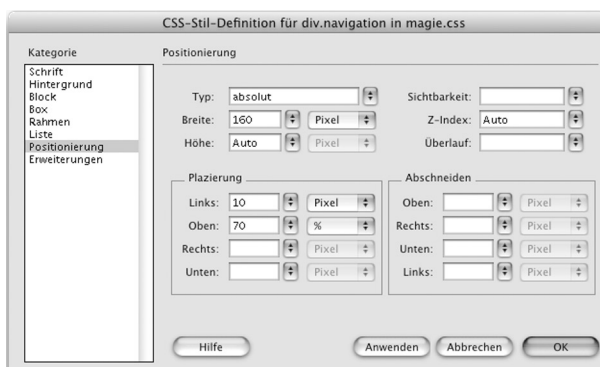 CSS-Stil-Definition für div.navigation in magie.css
Kategorie
Schrift
Hintergrund
Block
Box
Rahmen
Liste
Positionierung
Erweiterungen
Positionierung
Typ: absolut
Breite: 160 Pixel
Höhe: Auto Pixel
Sichtbarkeit:
Z-Index: Auto
Überlauf:
Plazierung
Links: 10 Pixel
Oben: 70 %
Rechts: Pixel
Unten: Pixel
Abschneiden
Oben: Pixel
Rechts: Pixel
Unten: Pixel
Links: Pixel
Hilfe
Anwenden
Abbrechen
OK